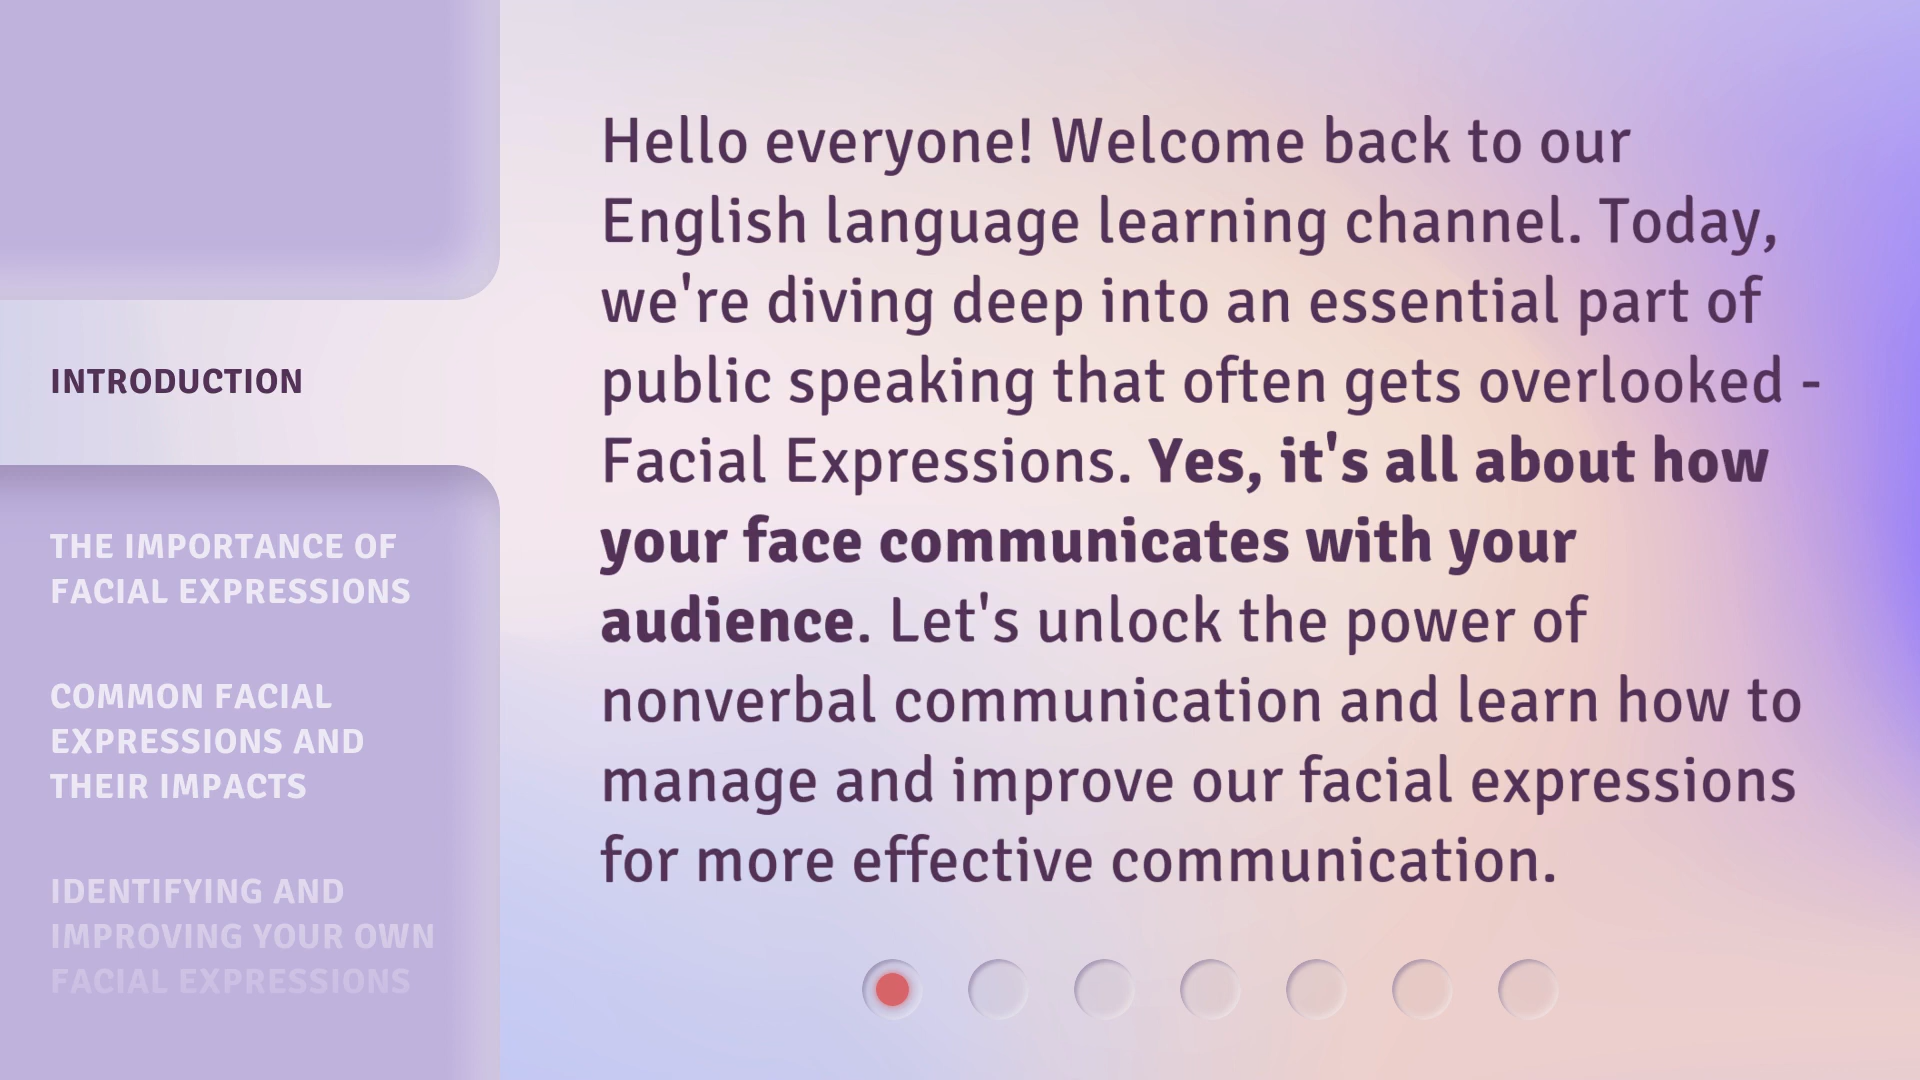 INTRODUCTION
THE IMPORTANCE OF
FACIAL EXPRESSIONS
COMMON FACIAL
EXPRESSIONS AND
THEIR IMPACTS
IDENTIFYING AND
IMPROVING YOUR OWN
FACIAL EXPRESSIONS
Hello everyone! Welcome back to our
English language learning channel. Today,
we're diving deep into an essential part of
public speaking that often gets overlooked -
Facial Expressions. Yes, it's all about how
your face communicates with your
audience. Let's unlock the power of
nonverbal communication and learn how to
manage and improve our facial expressions
for more effective communication.